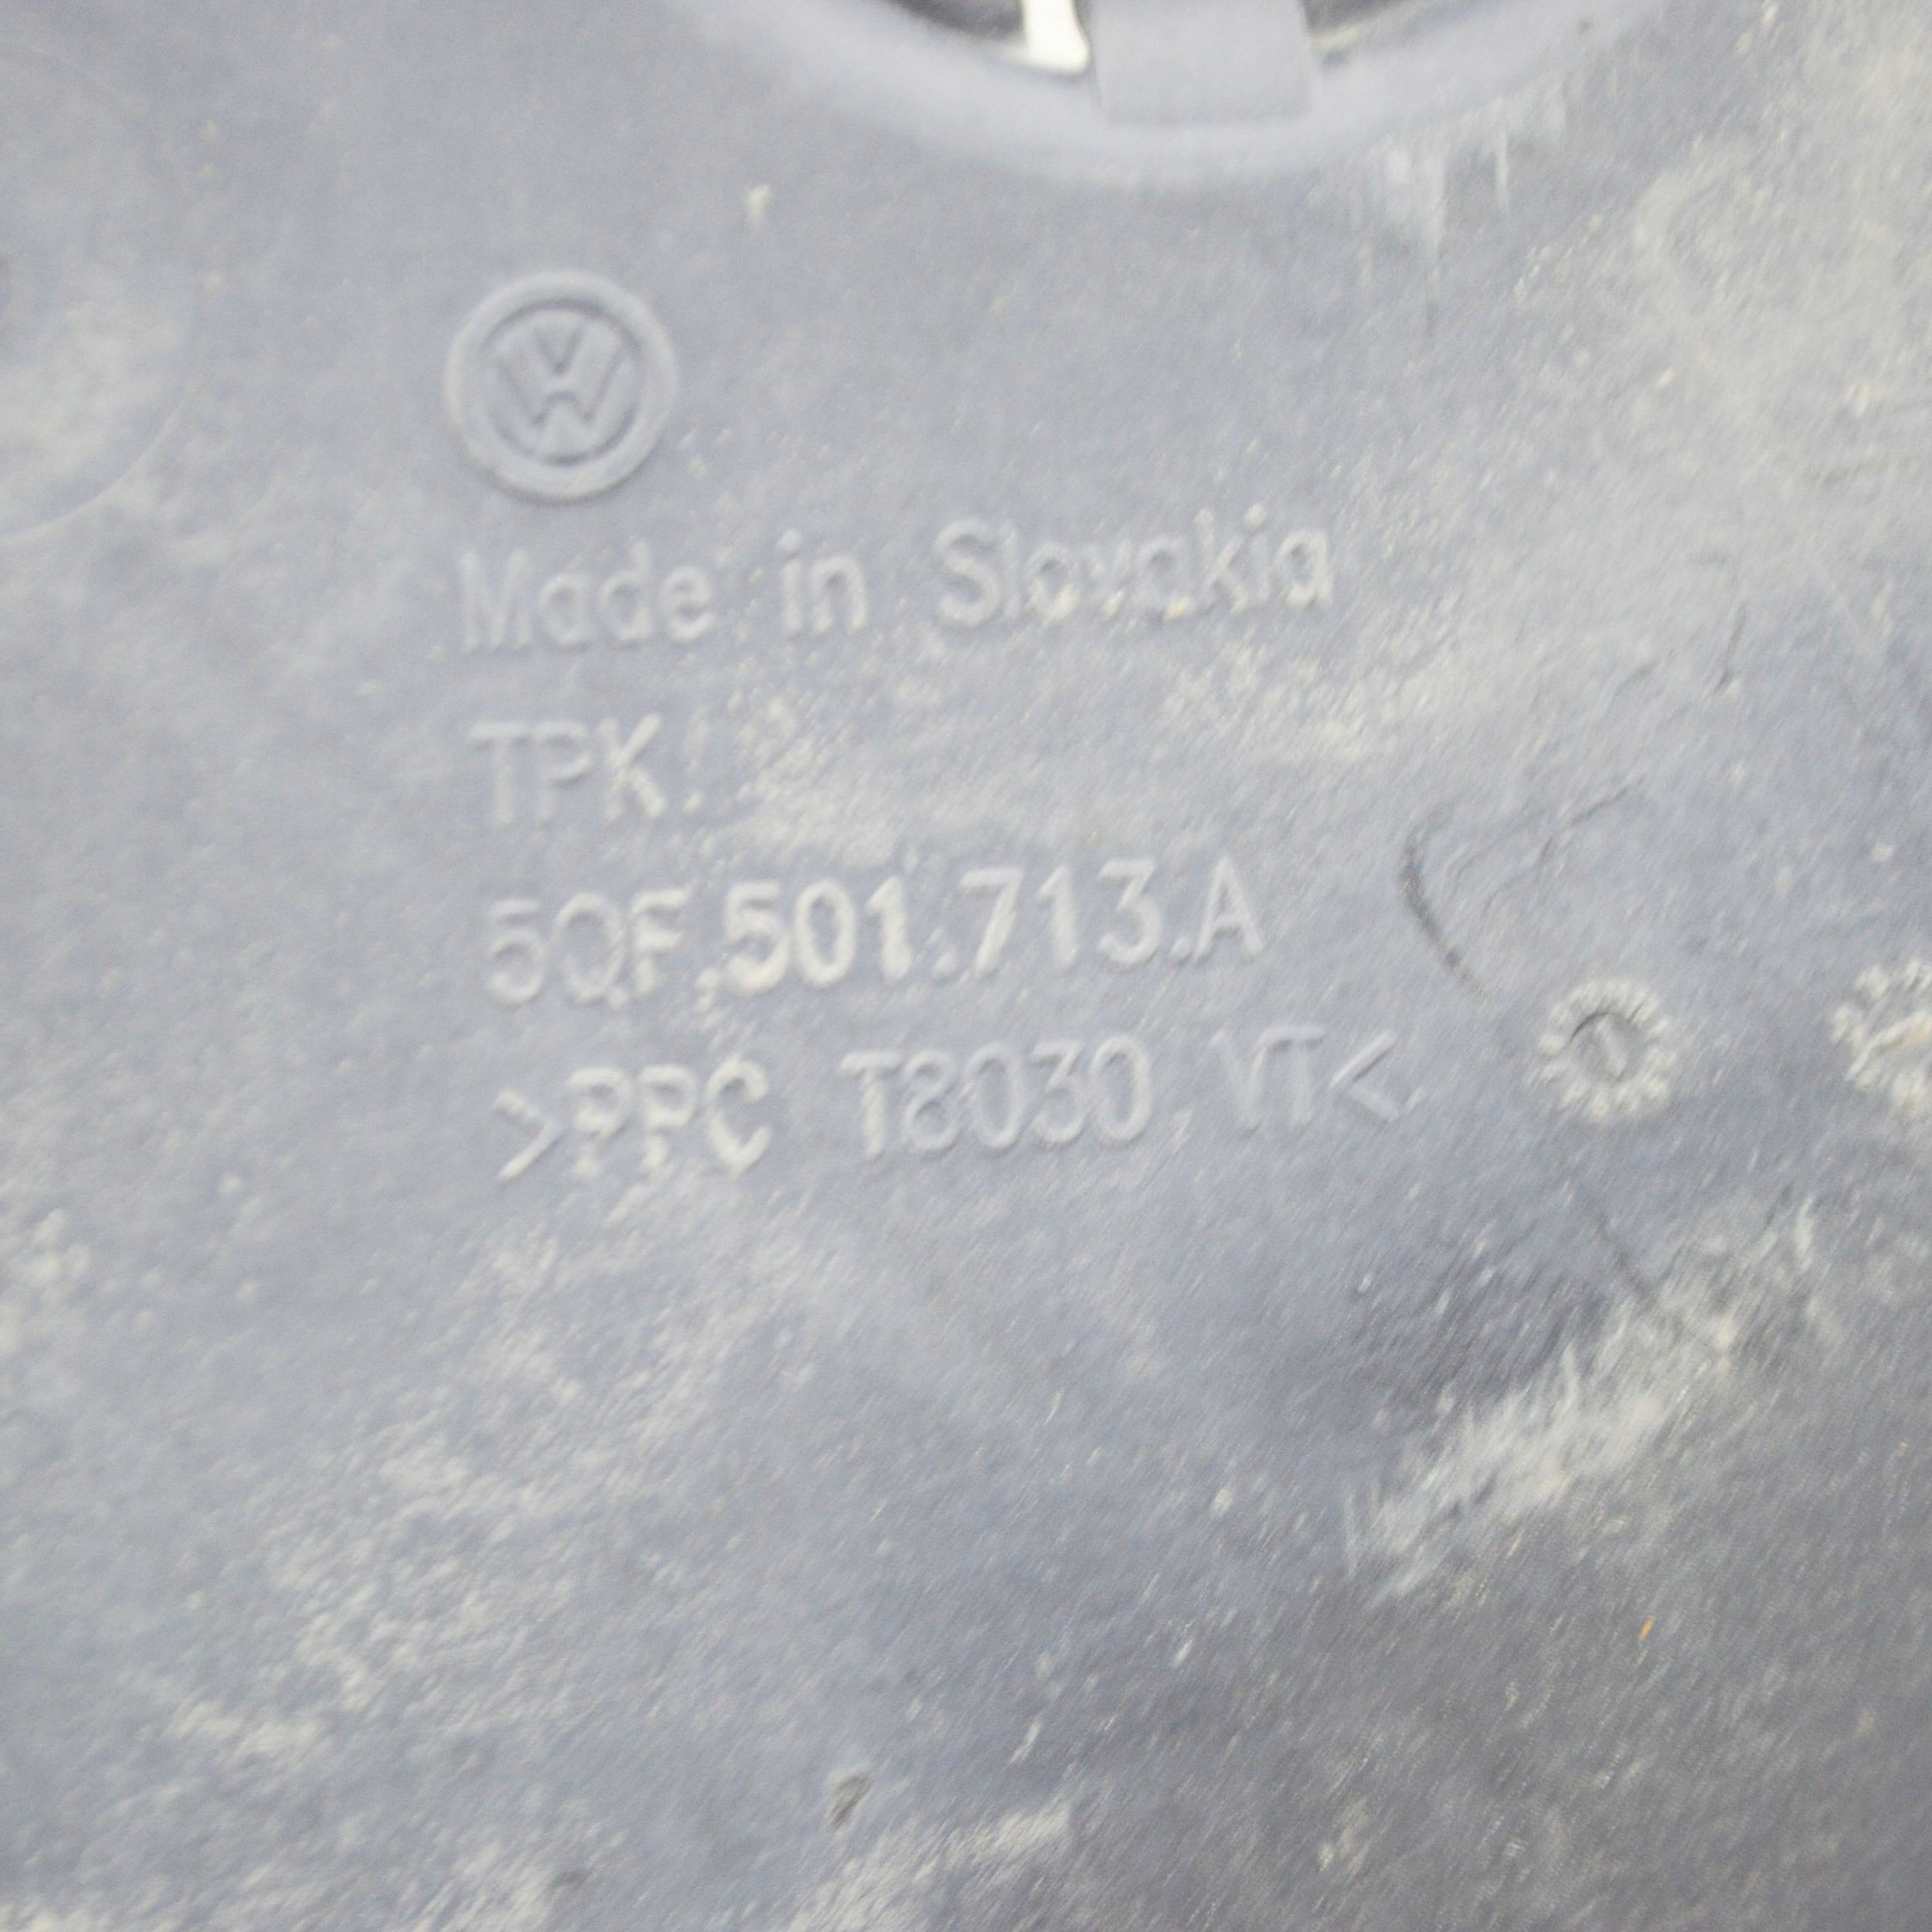 Made in Slovakia
TPK
5QF.501.713.A
>PPC T8030 VT<